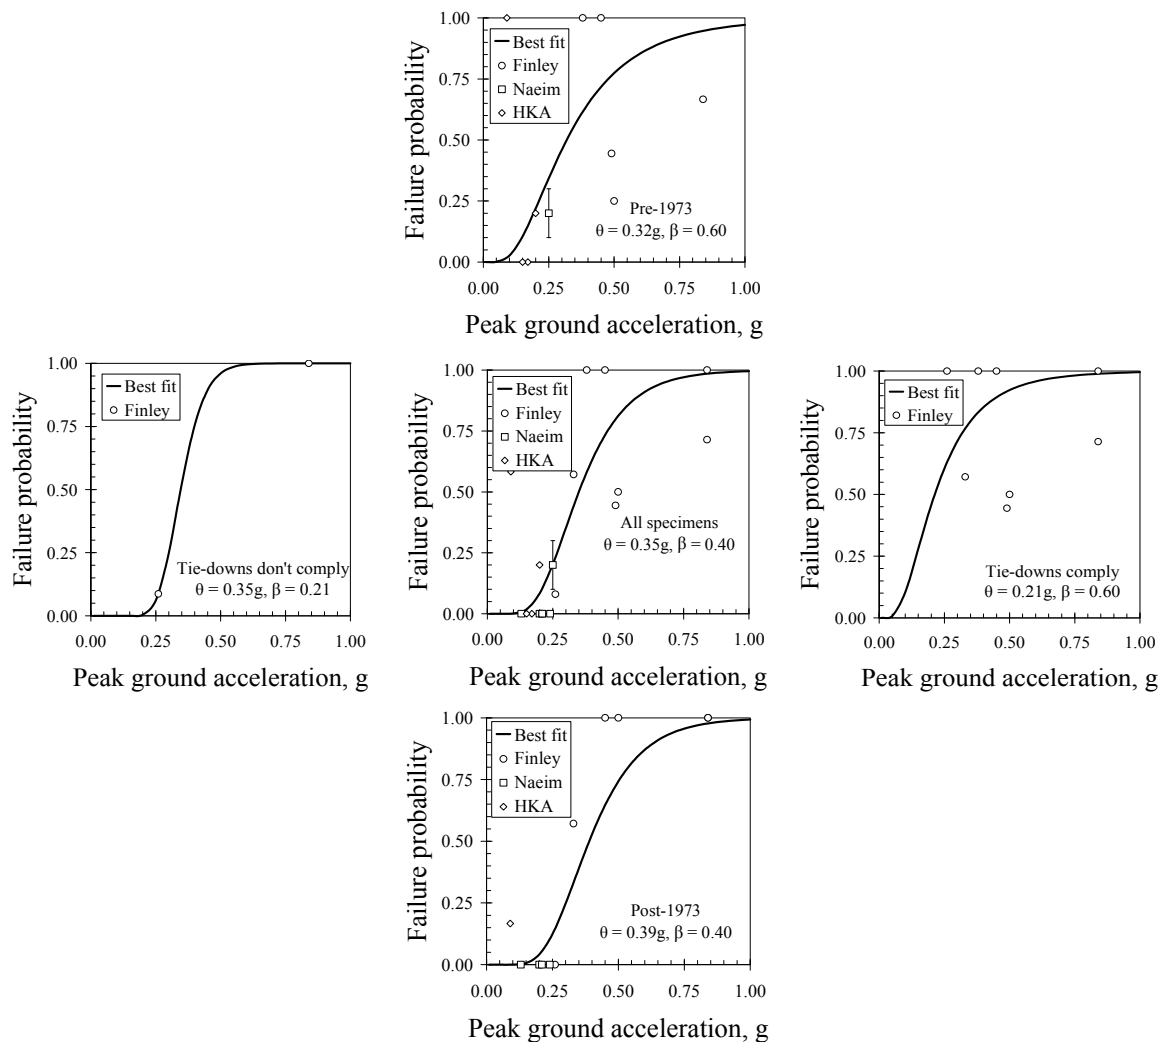 Failure probability
1.00
0.75
0.50
0.25
0.00
Best fit
Finley
Naeim
HKA
Pre-1973
θ = 0.32g, β = 0.60
0.00 0.25 0.50 0.75 1.00
Peak ground acceleration, g
Failure probability
1.00
0.75
0.50
0.25
0.00
Best fit
Finley
Tie-downs don't comply
θ = 0.35g, β = 0.21
0.00 0.25 0.50 0.75 1.00
Peak ground acceleration, g
Failure probability
1.00
0.75
0.50
0.25
0.00
Best fit
Finley
Naeim
HKA
All specimens
θ = 0.35g, β = 0.40
0.00 0.25 0.50 0.75 1.00
Peak ground acceleration, g
Failure probability
1.00
0.75
0.50
0.25
0.00
Best fit
Finley
Tie-downs comply
θ = 0.21g, β = 0.60
0.00 0.25 0.50 0.75 1.00
Peak ground acceleration, g
Failure probability
1.00
0.75
0.50
0.25
0.00
Best fit
Finley
Naeim
HKA
Post-1973
θ = 0.39g, β = 0.40
0.00 0.25 0.50 0.75 1.00
Peak ground acceleration, g